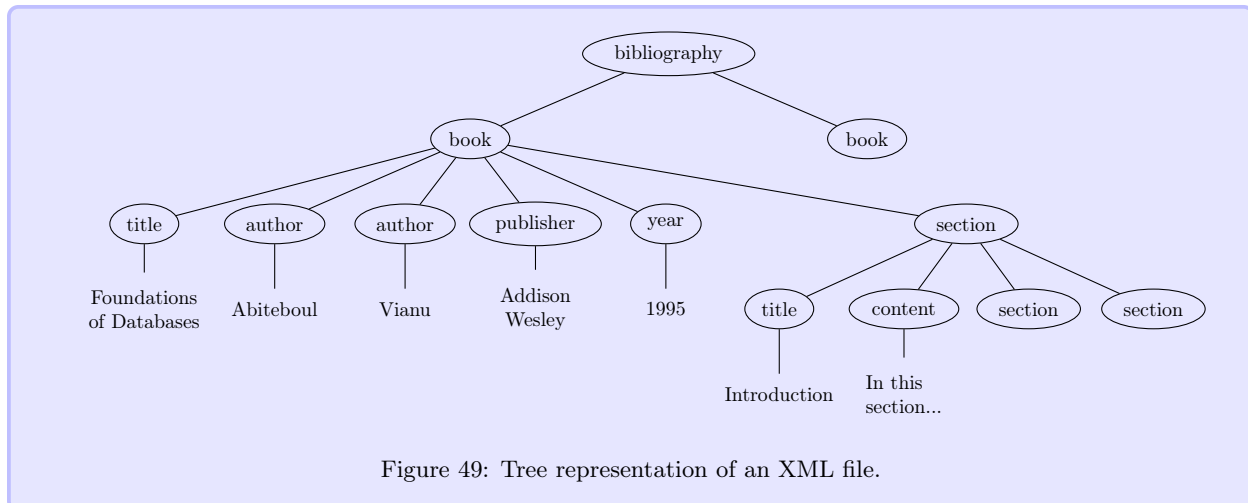 bibliography
book
book
title
author
author
publisher
year
section
Foundations
of Databases
Abiteboul
Vianu
Addison
Wesley
1995
title
content
section
section
Introduction
In this
section...
Figure 49: Tree representation of an XML file.